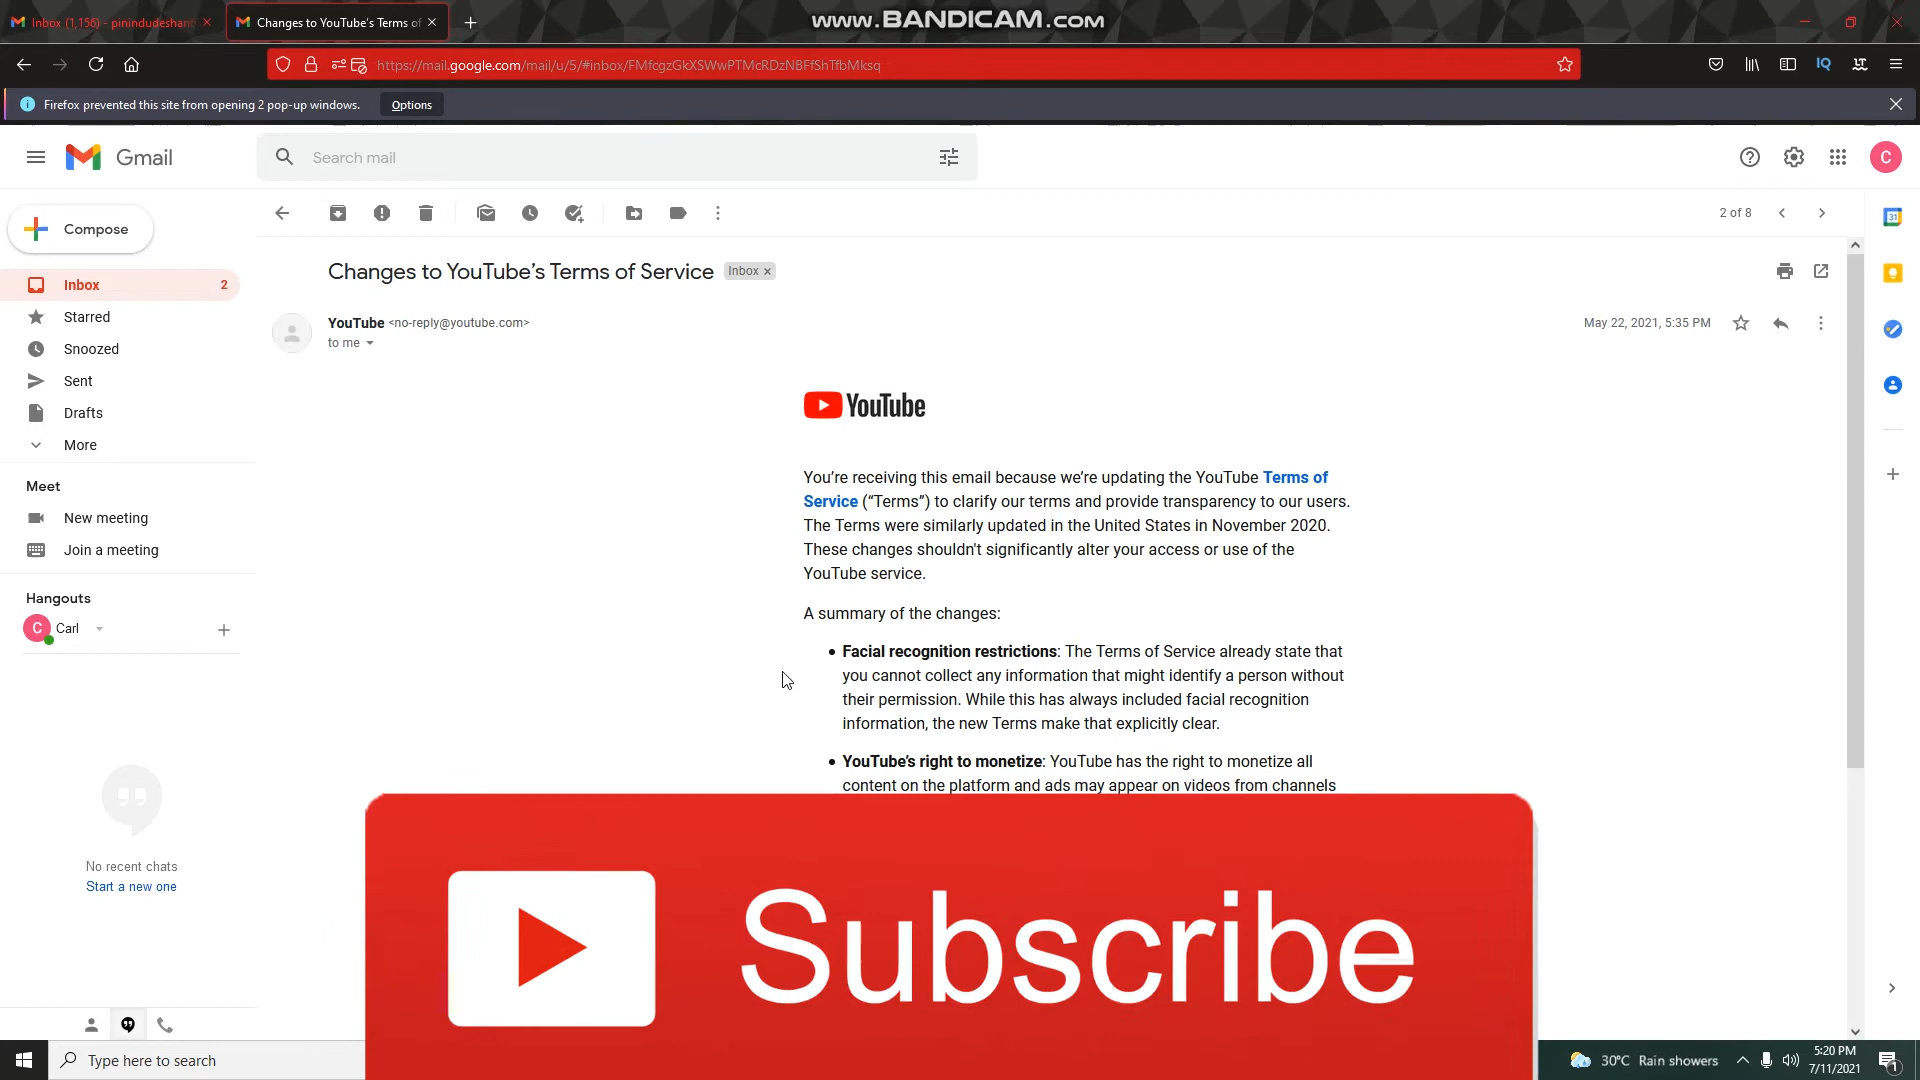 Inbox (1,156) - pinindudeshan
Changes to YouTube's Terms of
www.BANDICAM.com
https://mail.google.com/mail/u/5/#inbox/FMfcgzGkXSWwPTMcRDzNBFfShTfbMksq
IQ
Firefox prevented this site from opening 2 pop-up windows.
Options
Gmail
Search mail
C
Compose
2 of 8
31
Inbox 2
Starred
Snoozed
Sent
Drafts
More
Changes to YouTube’s Terms of Service
Inbox x
YouTube <no-reply@youtube.com>
to me
May 22, 2021, 5:35 PM
YouTube
You’re receiving this email because we’re updating the YouTube Terms of
Service (“Terms”) to clarify our terms and provide transparency to our users.
The Terms were similarly updated in the United States in November 2020.
These changes shouldn't significantly alter your access or use of the
YouTube service.
A summary of the changes:
Facial recognition restrictions: The Terms of Service already state that
you cannot collect any information that might identify a person without
their permission. While this has always included facial recognition
information, the new Terms make that explicitly clear.
YouTube’s right to monetize: YouTube has the right to monetize all
content on the platform and ads may appear on videos from channels
Meet
New meeting
Join a meeting
Hangouts
C Carl
No recent chats
Start a new one
Subscribe
Type here to search
30°C Rain showers
5:20 PM
7/11/2021
1